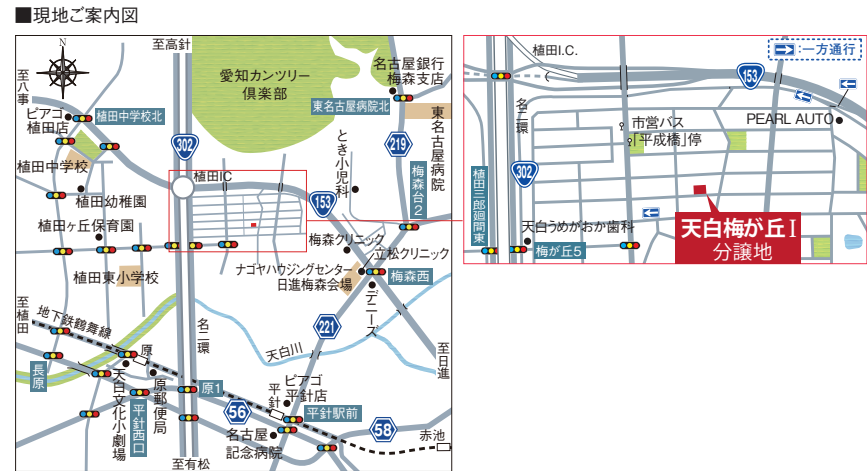 ■現地ご案内図
N
至高針
至八事
愛知カンツリー
倶楽部
名古屋銀行
梅森支店
ピアゴ
植田店
植田中学校北
東名古屋病院北
東名古屋病院
302
219
植田中学校
植田IC
とき小児科
梅森台2
植田幼稚園
153
植田ヶ丘保育園
梅森クリニック
立松クリニック
ナゴヤハウジングセンター
日進梅森会場
梅森西
植田東小学校
デニーズ
至植田
地下鉄鶴舞線
名二環
221
天白川
至日進
原
長原
天白文化小劇場
平針西口
原郵便局
原1
平針
ピアゴ
平針店
56
平針駅前
58
名古屋
記念病院
赤池
至有松
植田I.C.
:一方通行
153
名二環
市営バス
「平成橋」停
PEARL AUTO
302
植田三郎廻間東
天白うめがおか歯科
梅が丘5
天白梅が丘I
分譲地